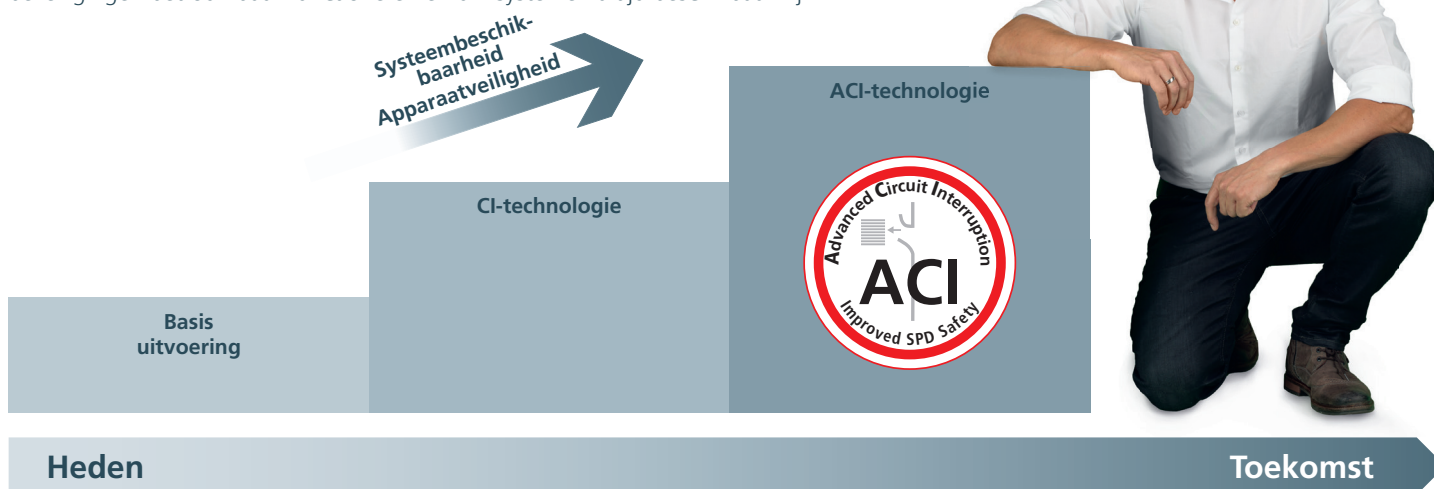 Systeembeschik-
baarheid
Apparaatveiligheid
ACI-technologie
CI-technologie
Advanced Circuit Interruption
ACI
Improved SPD Safety
Basis
uitvoering
Heden
Toekomst